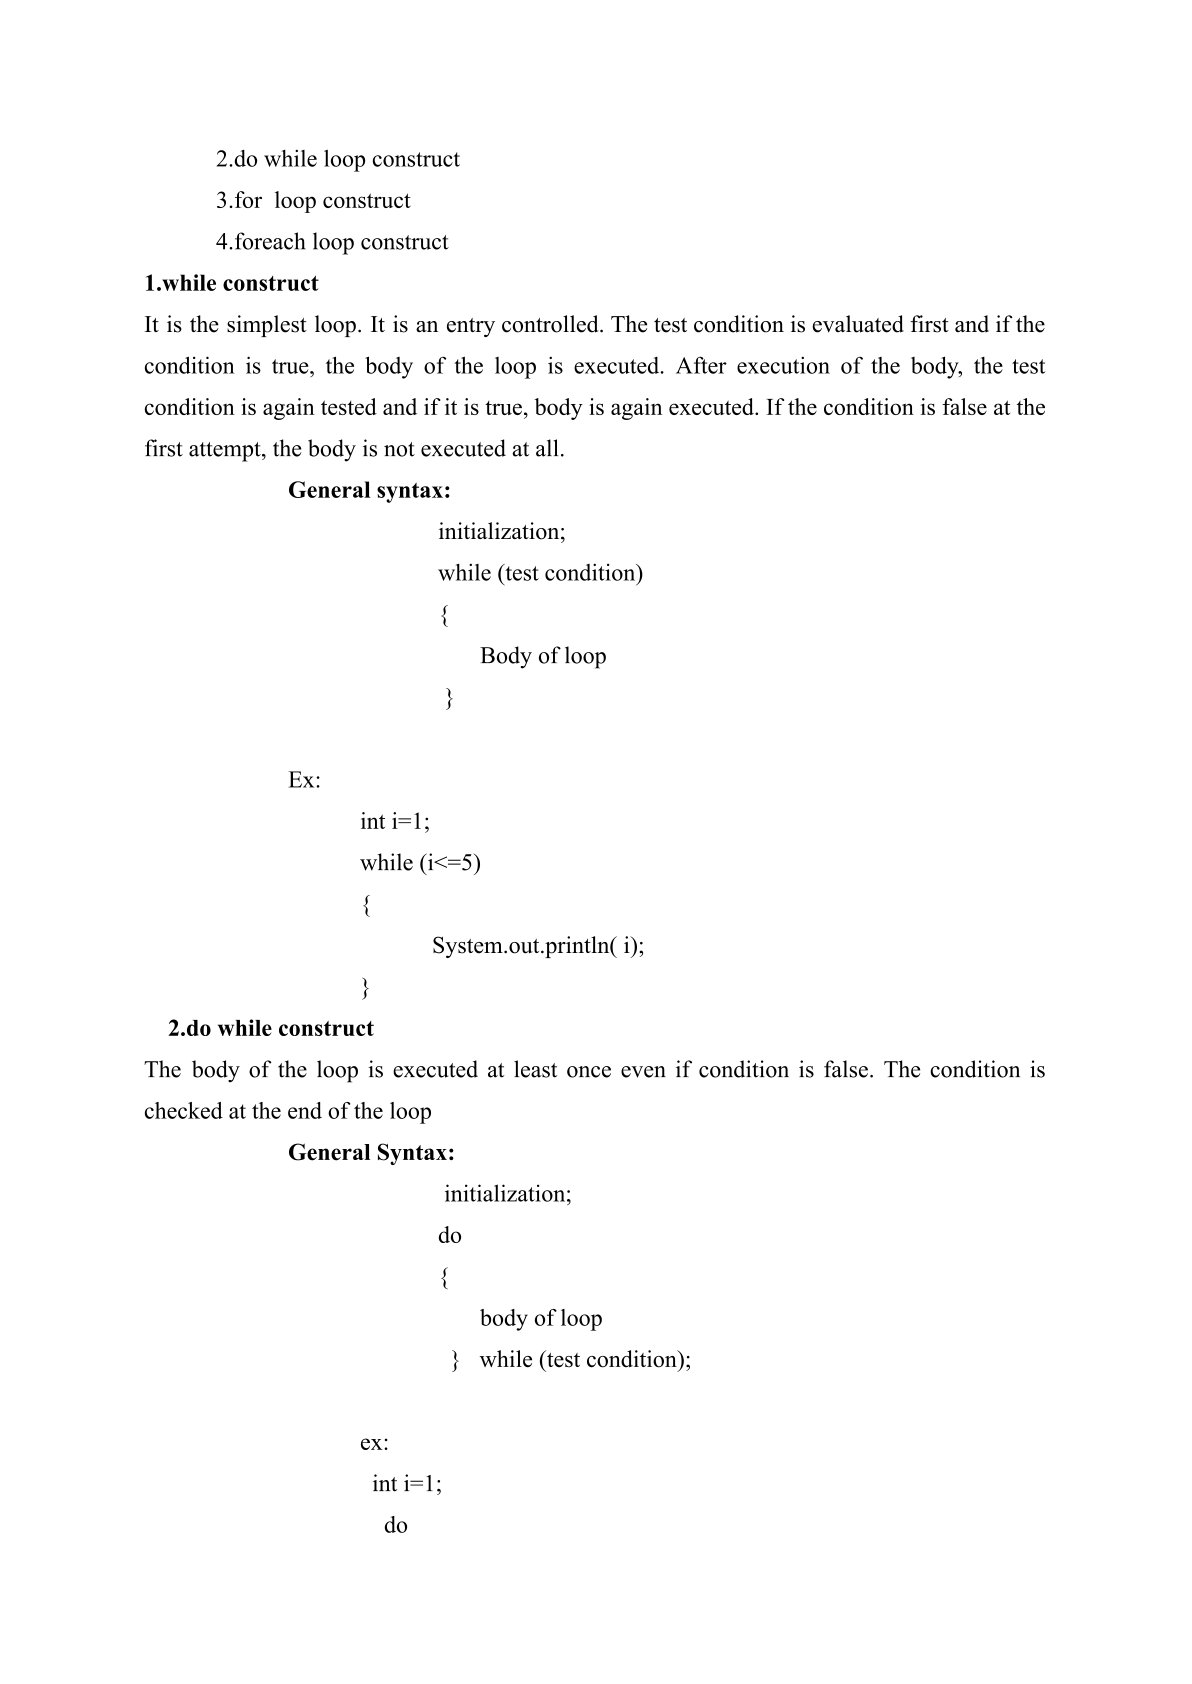 2.do while loop construct
3.for  loop construct
4.foreach loop construct
1.while construct
It is the simplest loop. It is an entry controlled. The test condition is evaluated first and if the
condition is true, the body of the loop is executed. After execution of the body, the test
condition is again tested and if it is true, body is again executed. If the condition is false at the
first attempt, the body is not executed at all.
General syntax:
initialization;
while (test condition)
{
Body of loop
}
Ex:
int i=1;
while (i<=5)
{
System.out.println( i);
}
2.do while construct
The body of the loop is executed at least once even if condition is false. The condition is
checked at the end of the loop
General Syntax:
initialization;
do
{
body of loop
}   while (test condition);
ex:
int i=1;
do